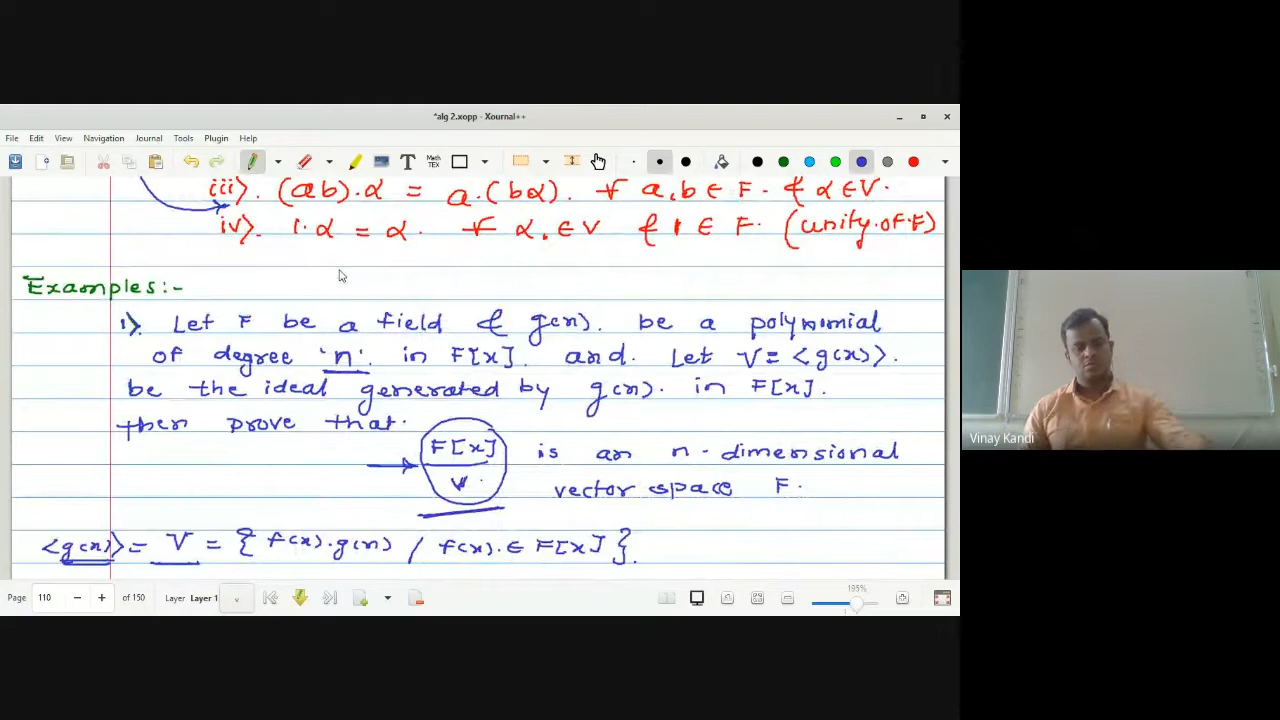 *alg 2.xopp - Xournal++
File Edit View Navigation Journal Tools Plugin Help
iii). (ab).α = a.(bα). ∀ a,b ∈ F. & α ∈ V.
iv). 1.α = α. ∀ α ∈ V & 1 ∈ F. (unity of F)
Examples:-
1). Let F be a field & g(x). be a polynomial
of degree 'n'. in F[x]. and. Let V = <g(x)>.
be the ideal generated by g(x). in F[x].
then prove that.
F[x]
V
is an n-dimensional
vector space F.
<g(x)> = V = { f(x).g(x) / f(x).∈ F[x] }.
Vinay Kandi
Page 110 of 150 Layer Layer 1 195%